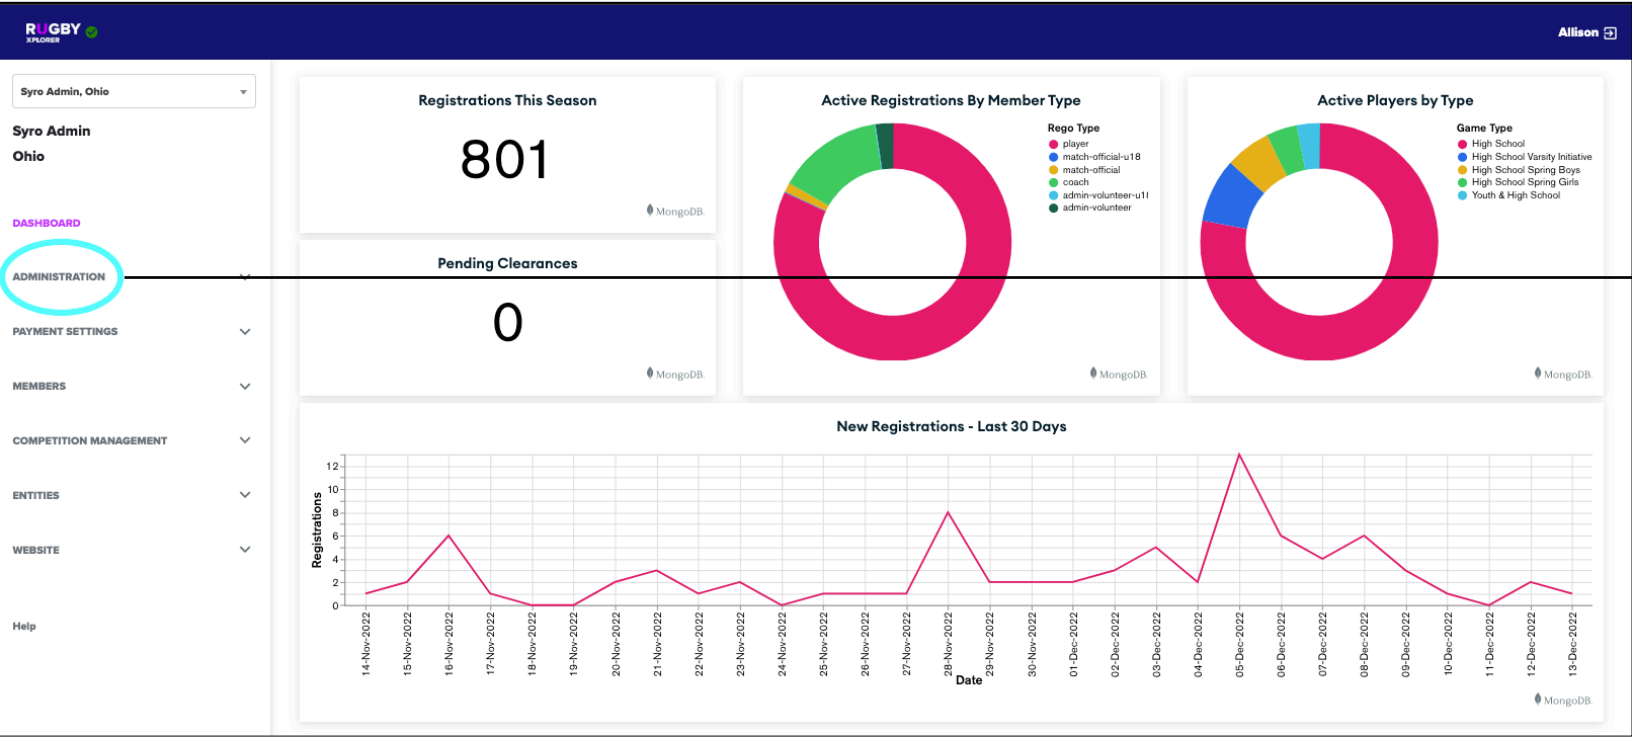 RUGBY
XPLORER
Allison
Syro Admin, Ohio
Syro Admin
Ohio
DASHBOARD
ADMINISTRATION
PAYMENT SETTINGS
MEMBERS
COMPETITION MANAGEMENT
ENTITIES
WEBSITE
Help
Registrations This Season
801
MongoDB.
Pending Clearances
0
MongoDB.
Active Registrations By Member Type
Rego Type
player
match-official-u18
match-official
coach
admin-volunteer-u18
admin-volunteer
MongoDB.
Active Players by Type
Game Type
High School
High School Varsity Initiative
High School Spring Boys
High School Spring Girls
Youth & High School
MongoDB.
New Registrations - Last 30 Days
Registrations
12
10
8
6
4
2
0
14-Nov-2022
15-Nov-2022
16-Nov-2022
17-Nov-2022
18-Nov-2022
19-Nov-2022
20-Nov-2022
21-Nov-2022
22-Nov-2022
23-Nov-2022
24-Nov-2022
25-Nov-2022
26-Nov-2022
27-Nov-2022
28-Nov-2022
29-Nov-2022
30-Nov-2022
01-Dec-2022
02-Dec-2022
03-Dec-2022
04-Dec-2022
05-Dec-2022
06-Dec-2022
07-Dec-2022
08-Dec-2022
09-Dec-2022
10-Dec-2022
11-Dec-2022
12-Dec-2022
13-Dec-2022
Date
MongoDB.